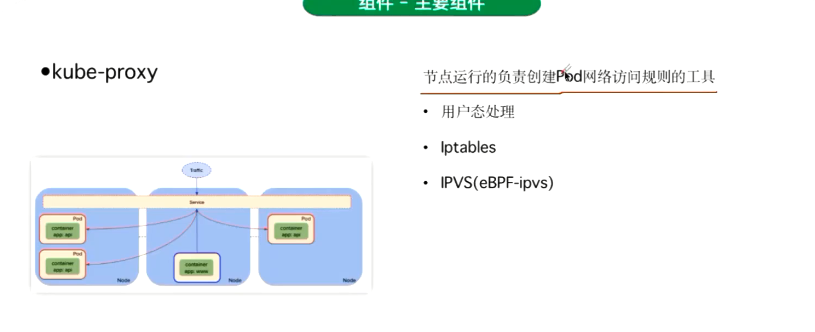 组件 - 主要组件
•kube-proxy
节点运行的负责创建Pod网络访问规则的工具
• 用户态处理
• Iptables
• IPVS(eBPF-ipvs)
Traffic
Service
Pod
container
app: api
Pod
container
app: api
Pod
container
app: api
container
app: www
Node
Node
Node